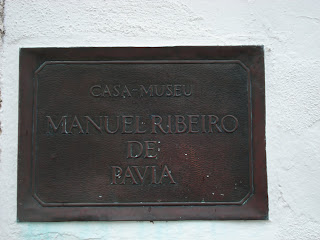 CASA-MUSEU
MANUEL RIBEIRO
DE
PAVIA